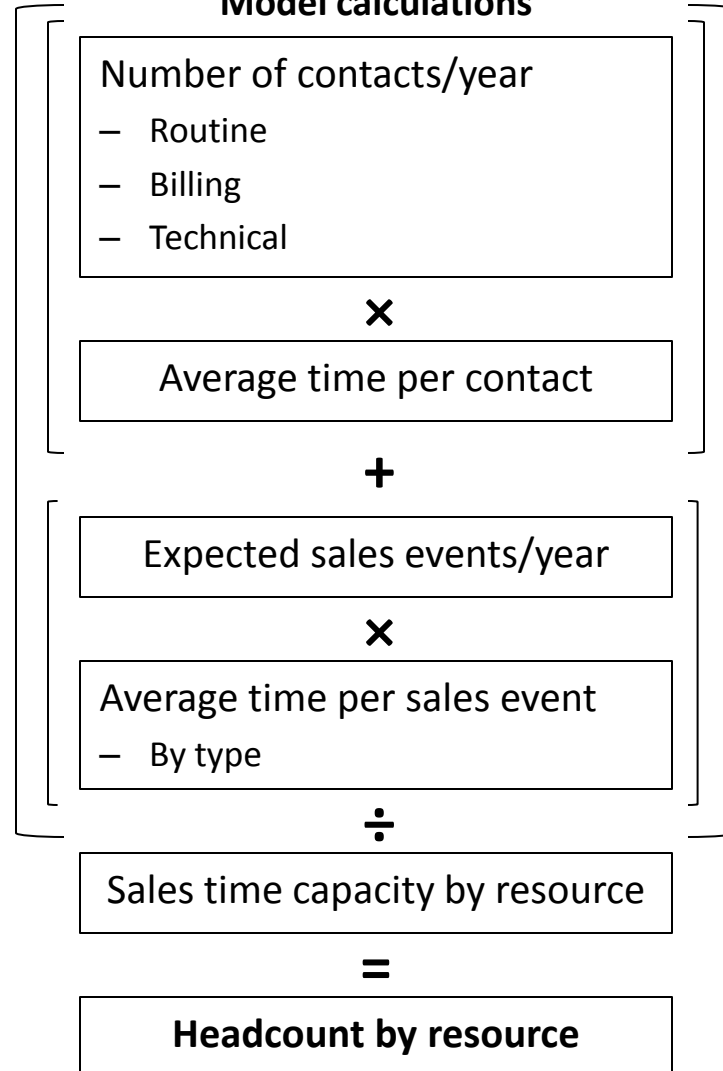 Model calculations
Number of contacts/year
– Routine
– Billing
– Technical
×
Average time per contact
+
Expected sales events/year
×
Average time per sales event
– By type
÷
Sales time capacity by resource
=
Headcount by resource